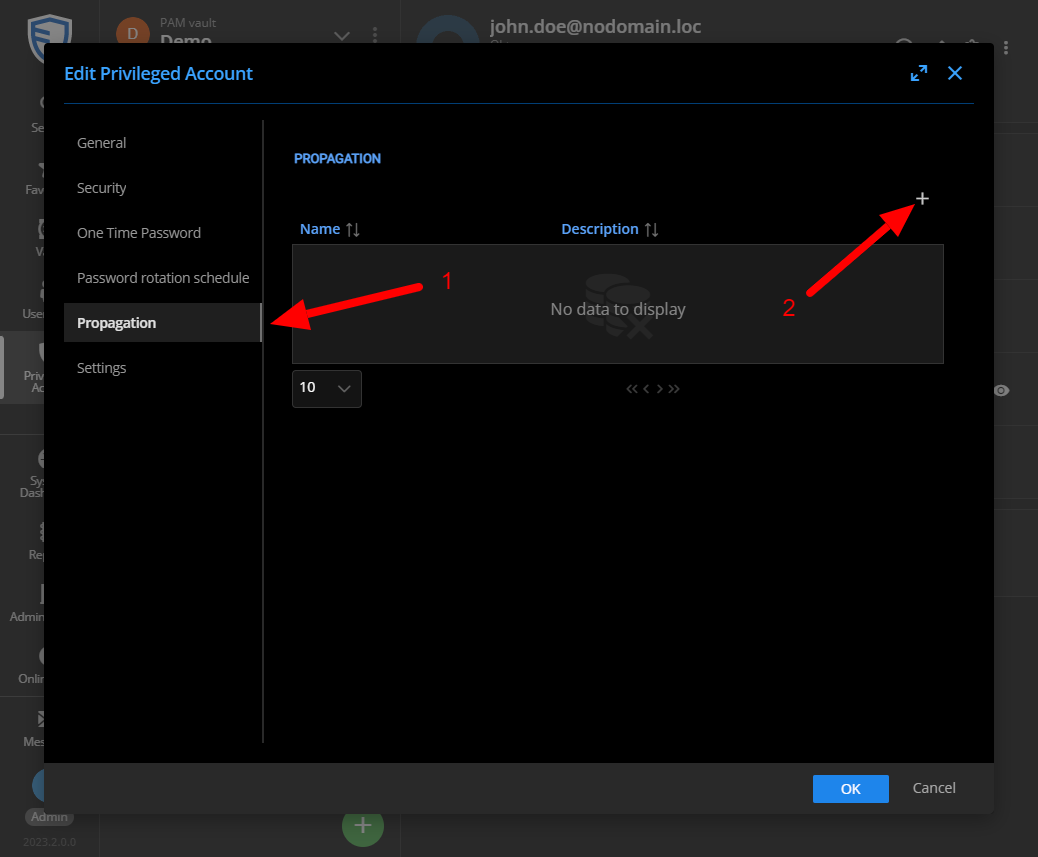 PAM vault
D
Demo
john.doe@nodomain.loc
Edit Privileged Account
General
Security
One Time Password
Password rotation schedule
Propagation
Settings
PROPAGATION
Name
Description
No data to display
1
2
10
OK
Cancel
Admin
2023.2.0.0